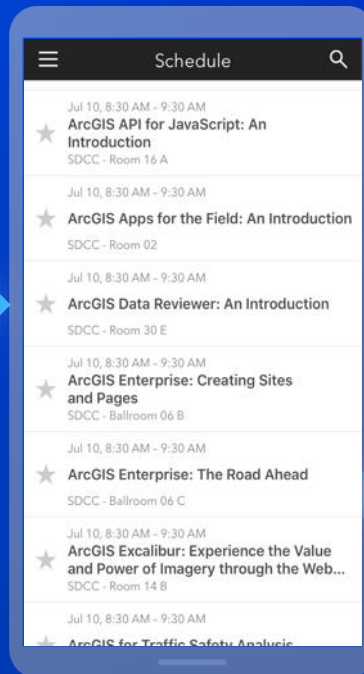 Schedule
Jul 10, 8:30 AM – 9:30 AM
ArcGIS API for JavaScript: An
Introduction
SDCC - Room 16 A
Jul 10, 8:30 AM – 9:30 AM
ArcGIS Apps for the Field: An Introduction
SDCC - Room 02
Jul 10, 8:30 AM – 9:30 AM
ArcGIS Data Reviewer: An Introduction
SDCC - Room 30 E
Jul 10, 8:30 AM – 9:30 AM
ArcGIS Enterprise: Creating Sites
and Pages
SDCC - Ballroom 06 B
Jul 10, 8:30 AM – 9:30 AM
ArcGIS Enterprise: The Road Ahead
SDCC - Ballroom 06 C
Jul 10, 8:30 AM – 9:30 AM
ArcGIS Excalibur: Experience the Value
and Power of Imagery through the Web...
SDCC - Room 14 B
Jul 10, 8:30 AM – 9:30 AM
ArcGIS for Traffic Safety Analysis